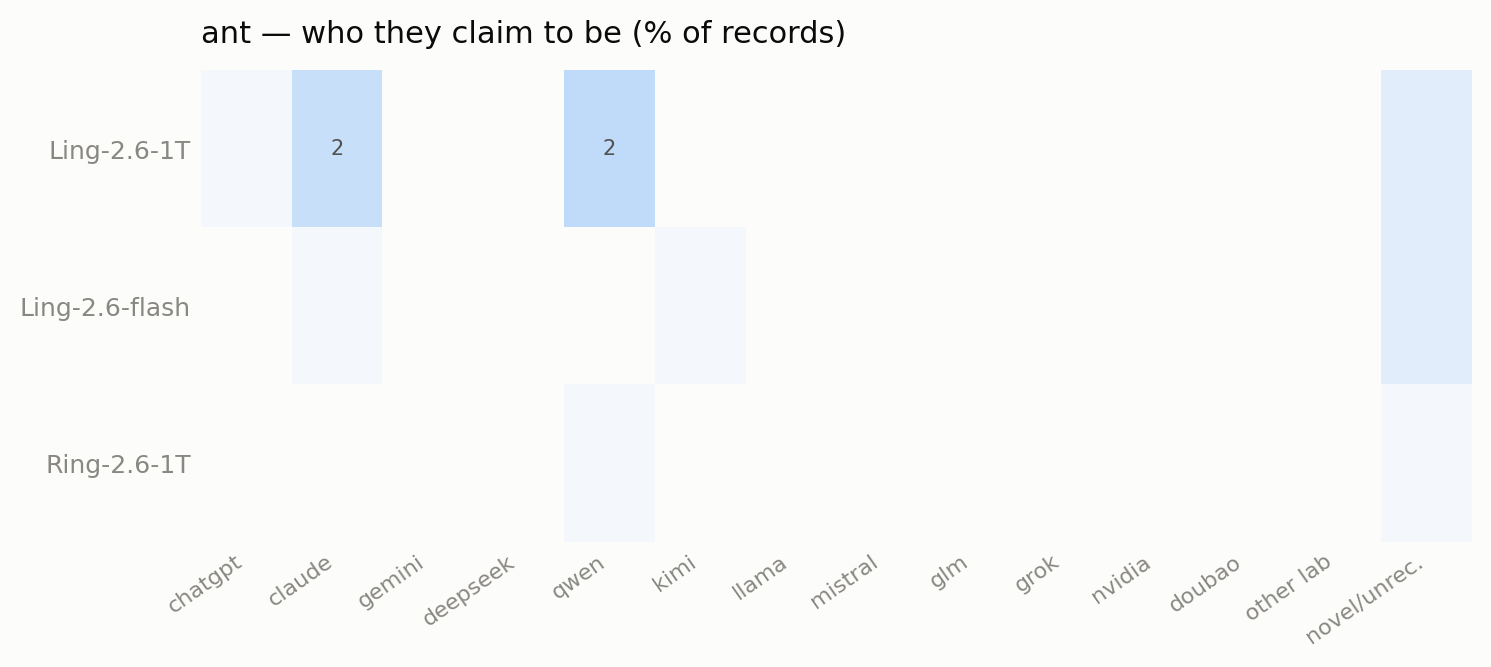 ant — who they claim to be (% of records)
Ling-2.6-1T
2
2
Ling-2.6-flash
Ring-2.6-1T
chatgpt
claude
gemini
deepseek
qwen
kimi
llama
mistral
glm
grok
nvidia
doubao
other lab
novel/unrec.